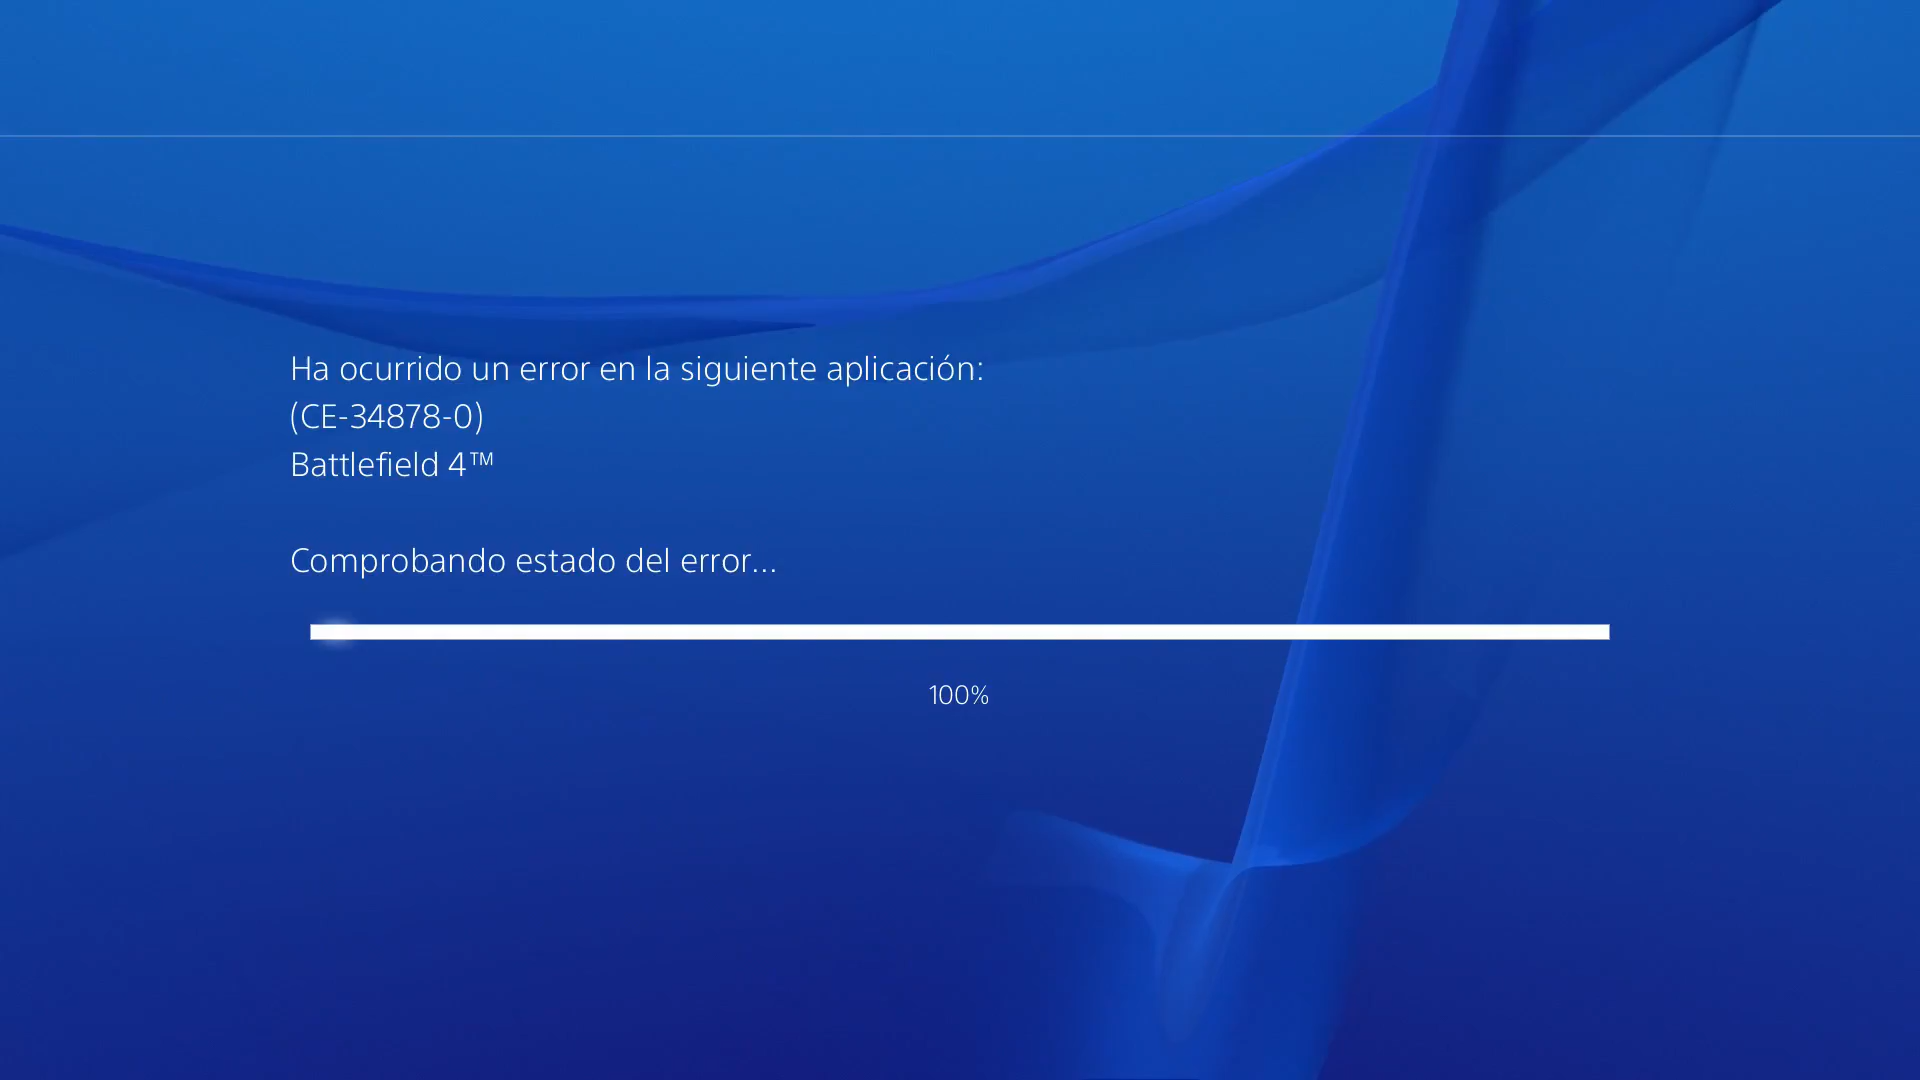 Ha ocurrido un error en la siguiente aplicación:
(CE-34878-0)
Battlefield 4™
Comprobando estado del error...
100%